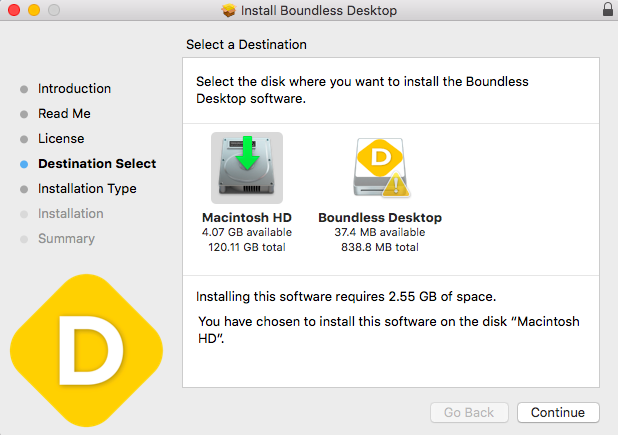 Install Boundless Desktop
Select a Destination
Introduction
Read Me
License
Destination Select
Installation Type
Installation
Summary
Select the disk where you want to install the Boundless
Desktop software.
D
Macintosh HD
4.07 GB available
120.11 GB total
Boundless Desktop
37.4 MB available
838.8 MB total
Installing this software requires 2.55 GB of space.
You have chosen to install this software on the disk “Macintosh
HD”.
D
Go Back
Continue